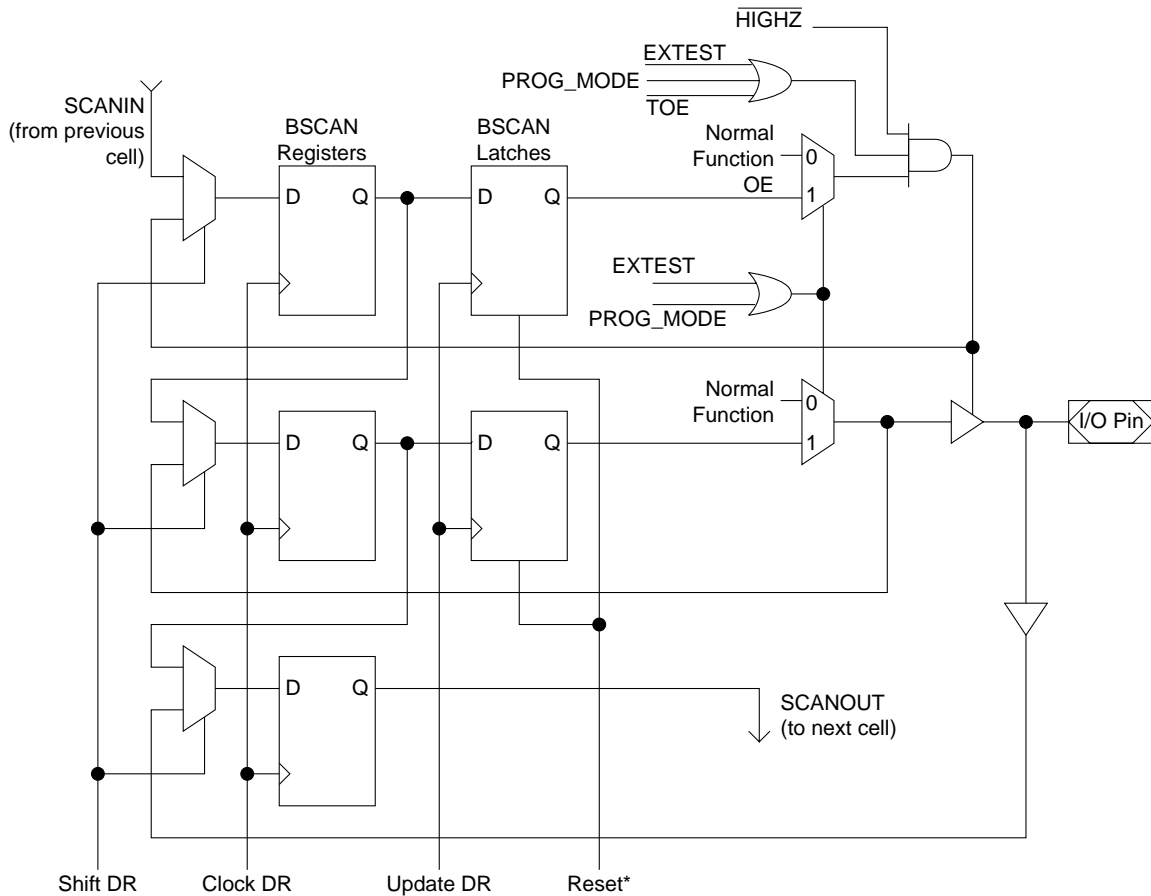 HIGHZ
EXTEST
PROG_MODE
TOE
SCANIN
(from previous
cell)
BSCAN
Registers
BSCAN
Latches
Normal
Function
OE
0
1
D
Q
D
Q
EXTEST
PROG_MODE
Normal
Function
0
1
I/O Pin
D
Q
D
Q
D
Q
SCANOUT
(to next cell)
Shift DR
Clock DR
Update DR
Reset*